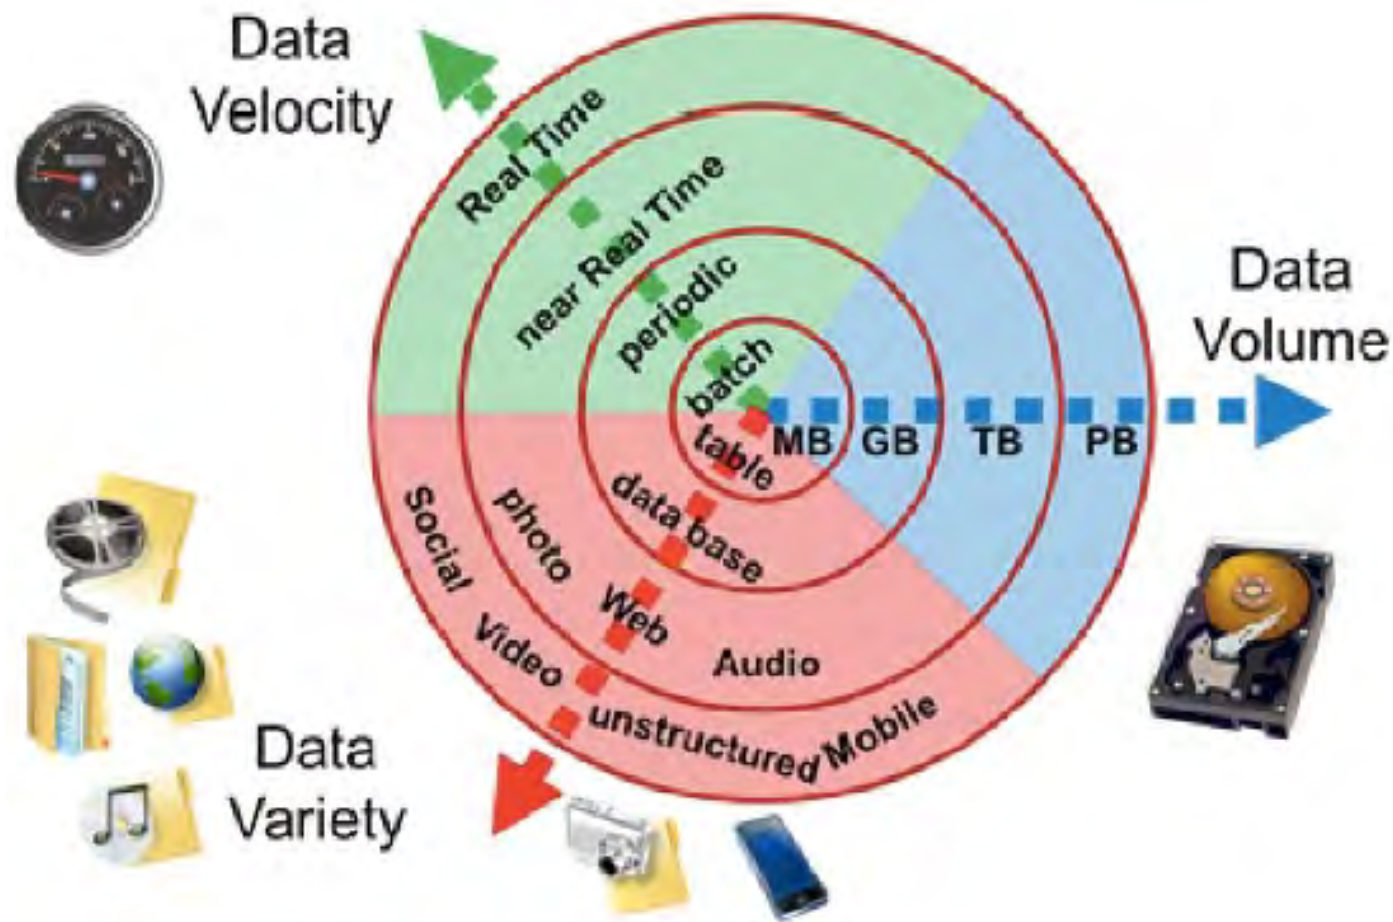 Data
Velocity
Real Time
near Real Time
periodic
batch
Data
Volume
MB GB TB PB
table
data base
photo
Web
Audio
Social
Video
unstructured
Mobile
Data
Variety